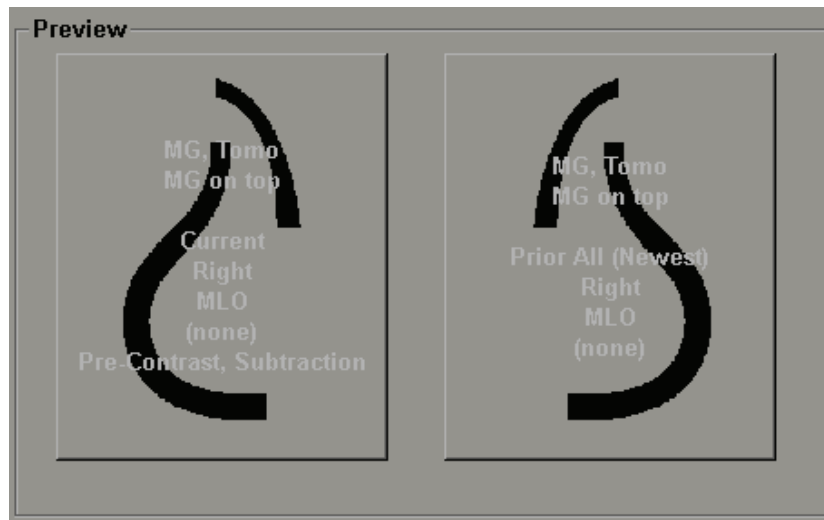 Preview
MG, Tomo
MG on top
Current
Right
MLO
(none)
Pre-Contrast, Subtraction
MG, Tomo
MG on top
Prior All (Newest)
Right
MLO
(none)